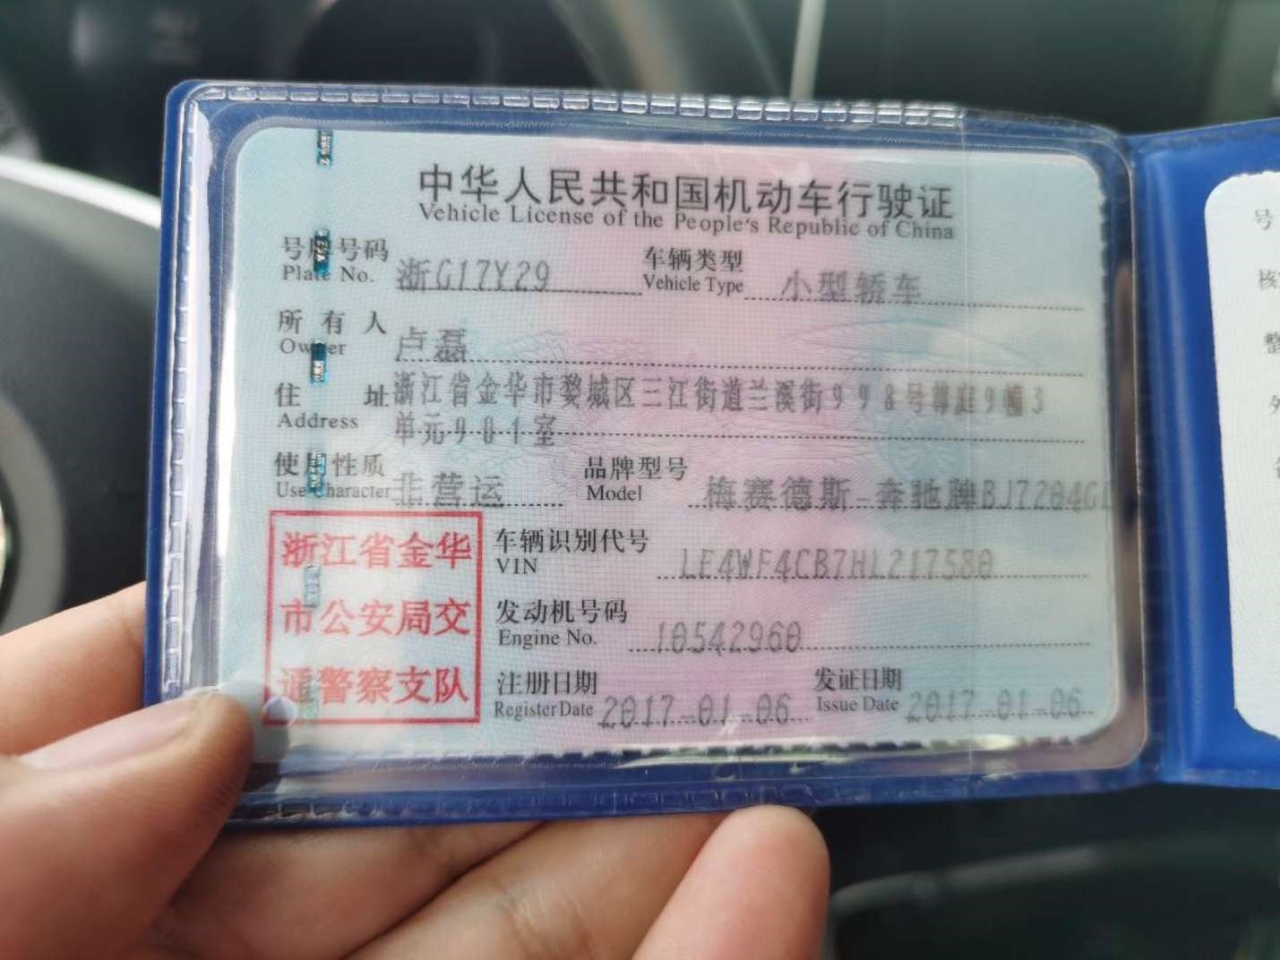 中华人民共和国机动车行驶证
Vehicle License of the People's Republic of China
号牌号码 浙G17Y29 车辆类型 小型轿车
Plate No. Vehicle Type
所有人 卢磊
Owner
住址 浙江省金华市婺城区三江街道兰溪街998号尊庭9幢3
Address 单元901室
使用性质 非营运 品牌型号 梅赛德斯-奔驰牌BJ7204G
Use Character Model
浙江省金华
市公安局交
通警察支队
车辆识别代号 LE4WF4CB7HL217580
VIN
发动机号码 10542960
Engine No.
注册日期 2017-01-06 发证日期 2017-01-06
Register Date Issue Date
号
核
整
外